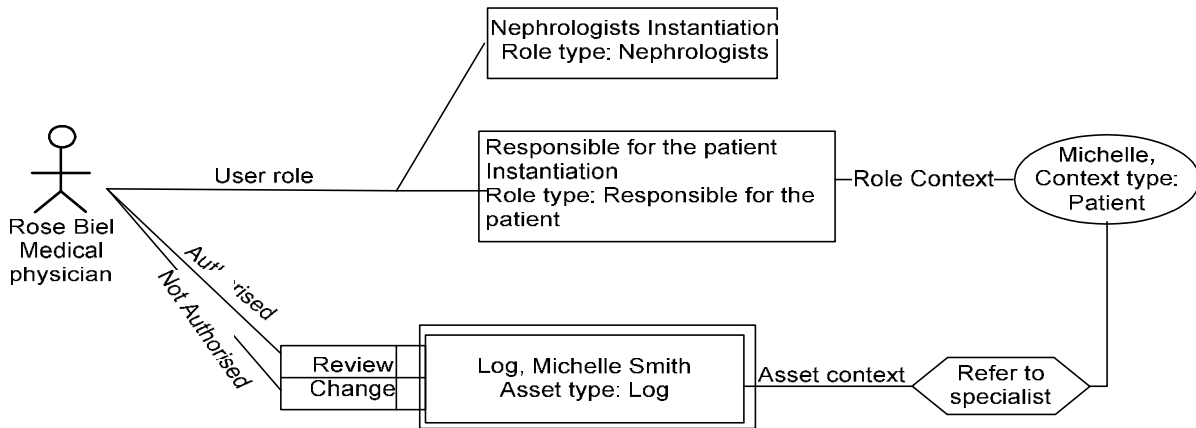 Nephrologists Instantiation
Role type: Nephrologists
Responsible for the patient
Instantiation
Role type: Responsible for the
patient
User role
Role Context
Michelle,
Context type:
Patient
Rose Biel
Medical
physician
Authorised
Not Authorised
Review
Change
Log, Michelle Smith
Asset type: Log
Asset context
Refer to
specialist